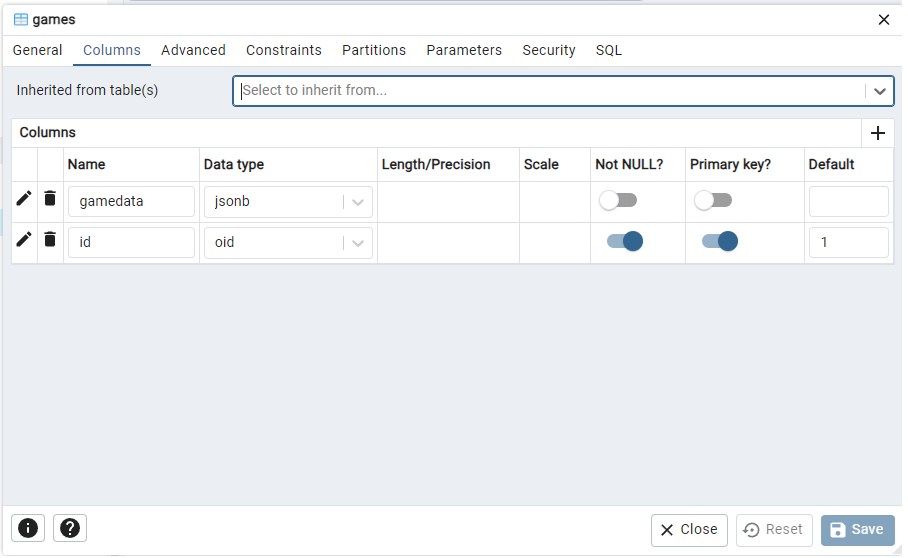 games
General Columns Advanced Constraints Partitions Parameters Security SQL
Inherited from table(s) Select to inherit from...
Columns
Name Data type Length/Precision Scale Not NULL? Primary key? Default
gamedata jsonb
id oid 1
Close Reset Save